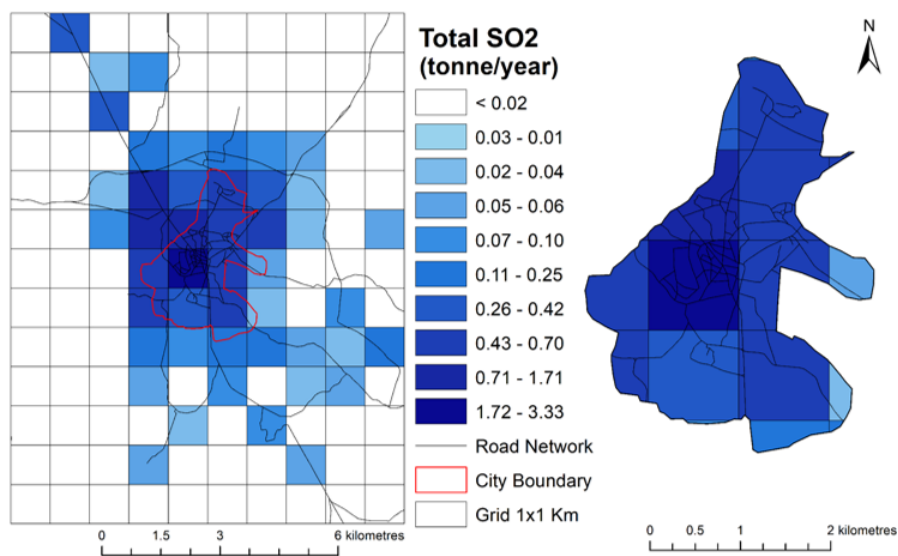 Total SO2
(tonne/year)
< 0.02
0.03 - 0.01
0.02 - 0.04
0.05 - 0.06
0.07 - 0.10
0.11 - 0.25
0.26 - 0.42
0.43 - 0.70
0.71 - 1.71
1.72 - 3.33
Road Network
City Boundary
Grid 1x1 Km
N
0 1.5 3 6 kilometres
0 0.5 1 2 kilometres